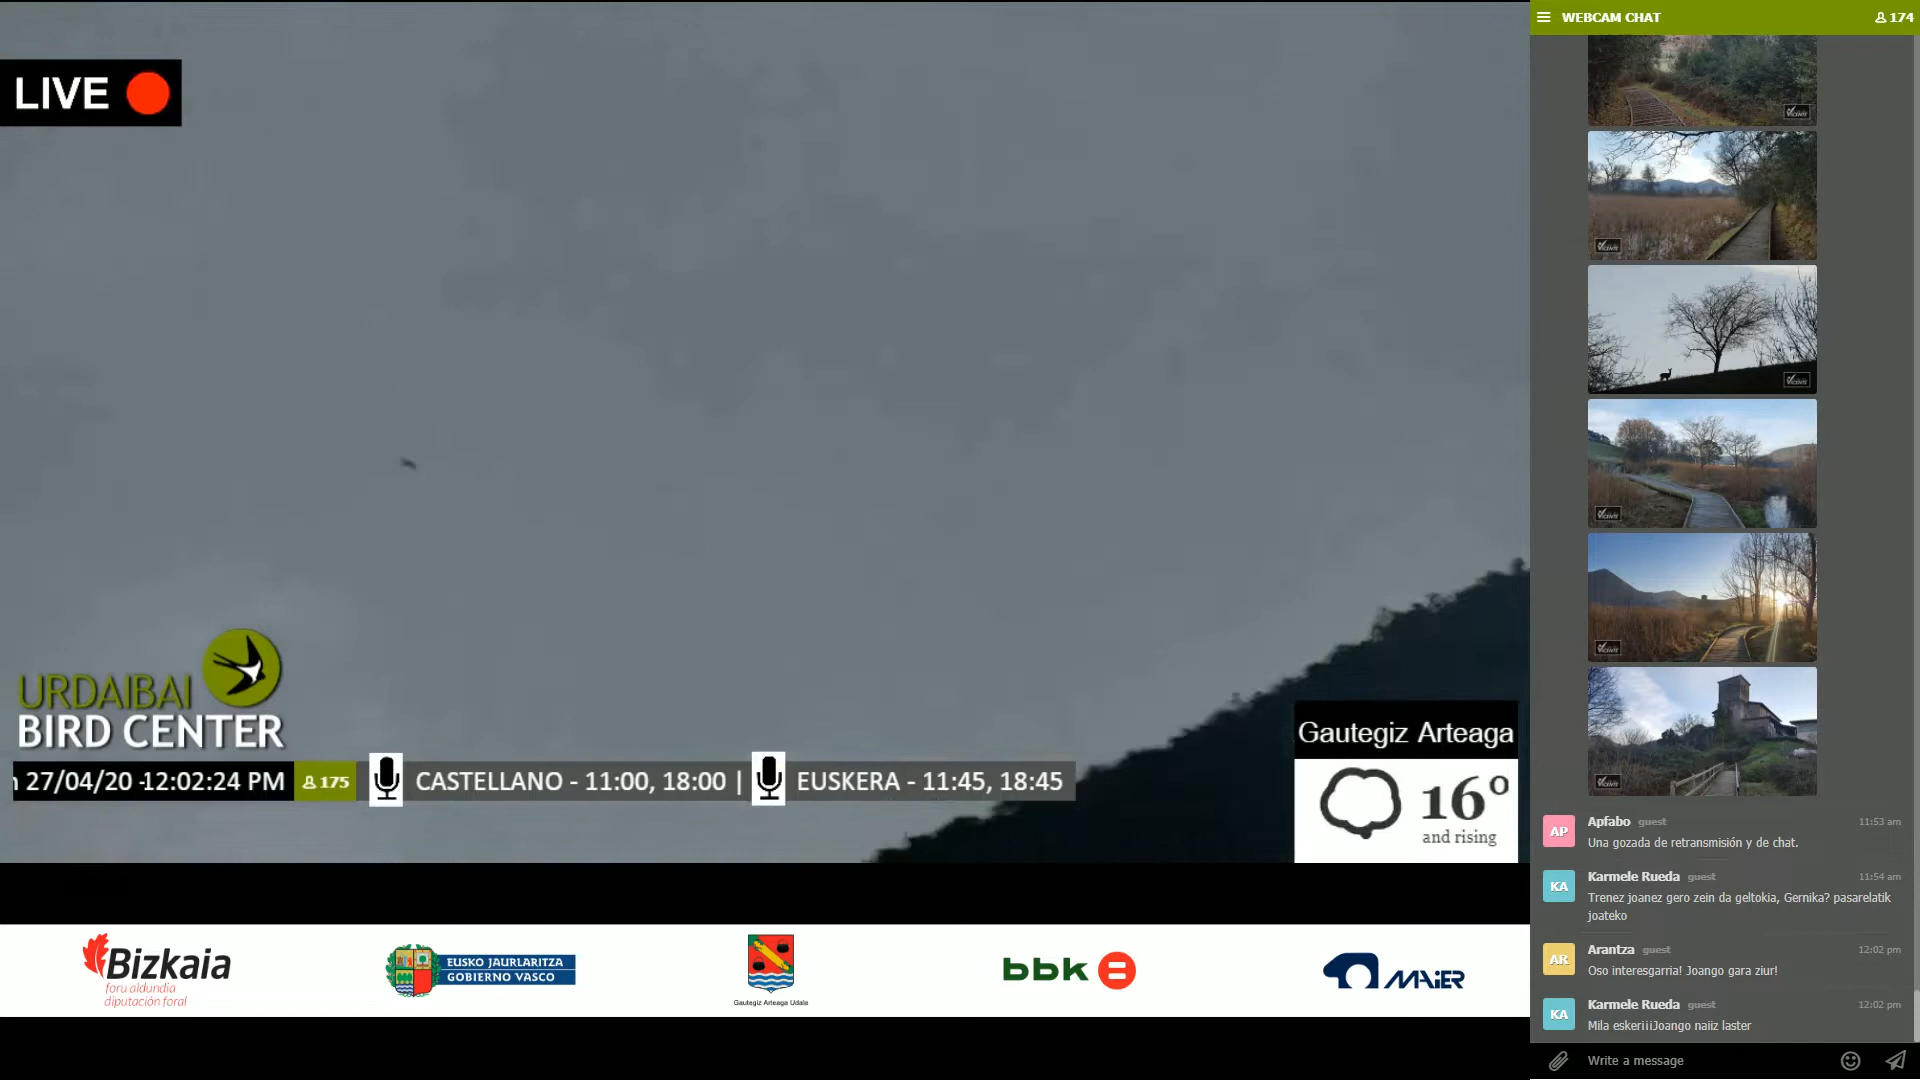 LIVE
URDAIBAI
BIRD CENTER
27/04/20 -12:02:24 PM
175
CASTELLANO - 11:00, 18:00 |
EUSKERA - 11:45, 18:45
Gautegiz Arteaga
16º
and rising
Bizkaia
foru aldundia
diputación foral
EUSKO JAURLARITZA
GOBIERNO VASCO
Gautegiz Arteaga Udala
bbk
MAIER
WEBCAM CHAT
174
AP
Apfabo guest 11:53 am
Una gozada de retransmisión y de chat.
KA
Karmele Rueda guest 11:54 am
Trenez joanez gero zein da geltokia, Gernika? pasarelatik
joateko
AR
Arantza guest 12:02 pm
Oso interesgarria! Joango gara ziur!
KA
Karmele Rueda guest 12:02 pm
Mila eskeriiiJoango naiiz laster
Write a message